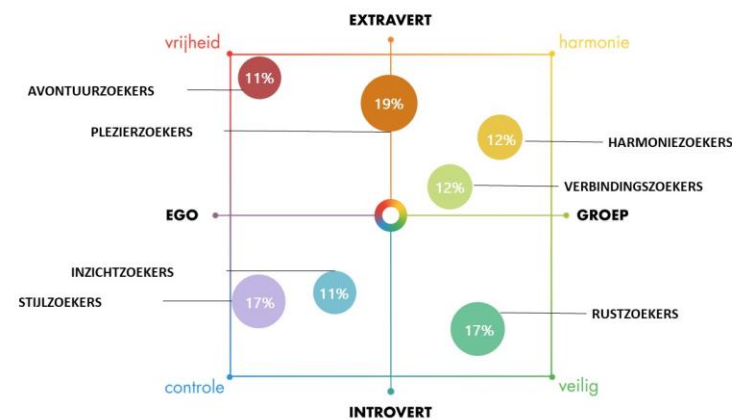 EXTRAVERT
vrijheid
harmonie
11%
AVONTUURZOEKERS
19%
PLEZIERZOEKERS
12%
HARMONIEZOEKERS
12%
VERBINDINGSZOEKERS
EGO
GROEP
INZICHTZOEKERS
11%
STIJLZOEKERS
17%
RUSTZOEKERS
17%
controle
veilig
INTROVERT